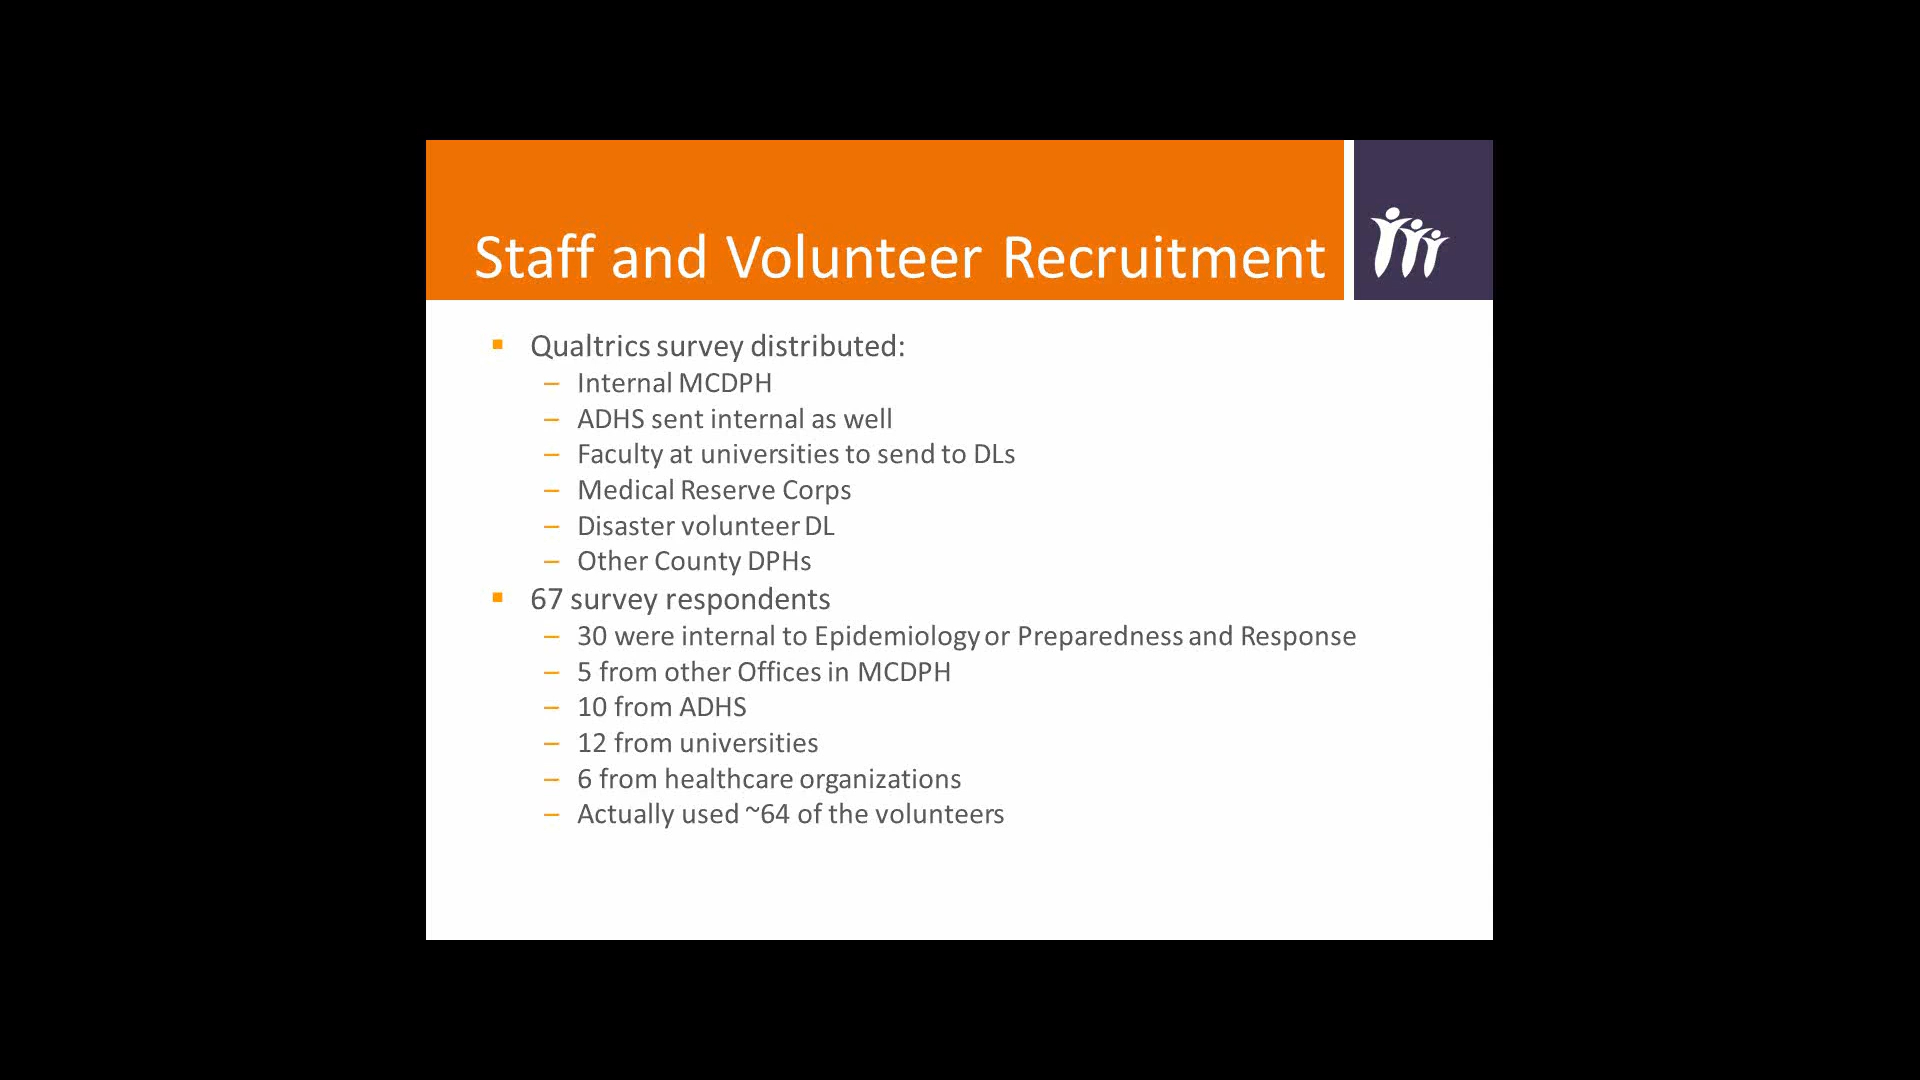 Staff and Volunteer Recruitment
▪ Qualtrics survey distributed:
– Internal MCDPH
– ADHS sent internal as well
– Faculty at universities to send to DLs
– Medical Reserve Corps
– Disaster volunteer DL
– Other County DPHs
▪ 67 survey respondents
– 30 were internal to Epidemiology or Preparedness and Response
– 5 from other Offices in MCDPH
– 10 from ADHS
– 12 from universities
– 6 from healthcare organizations
– Actually used ~64 of the volunteers